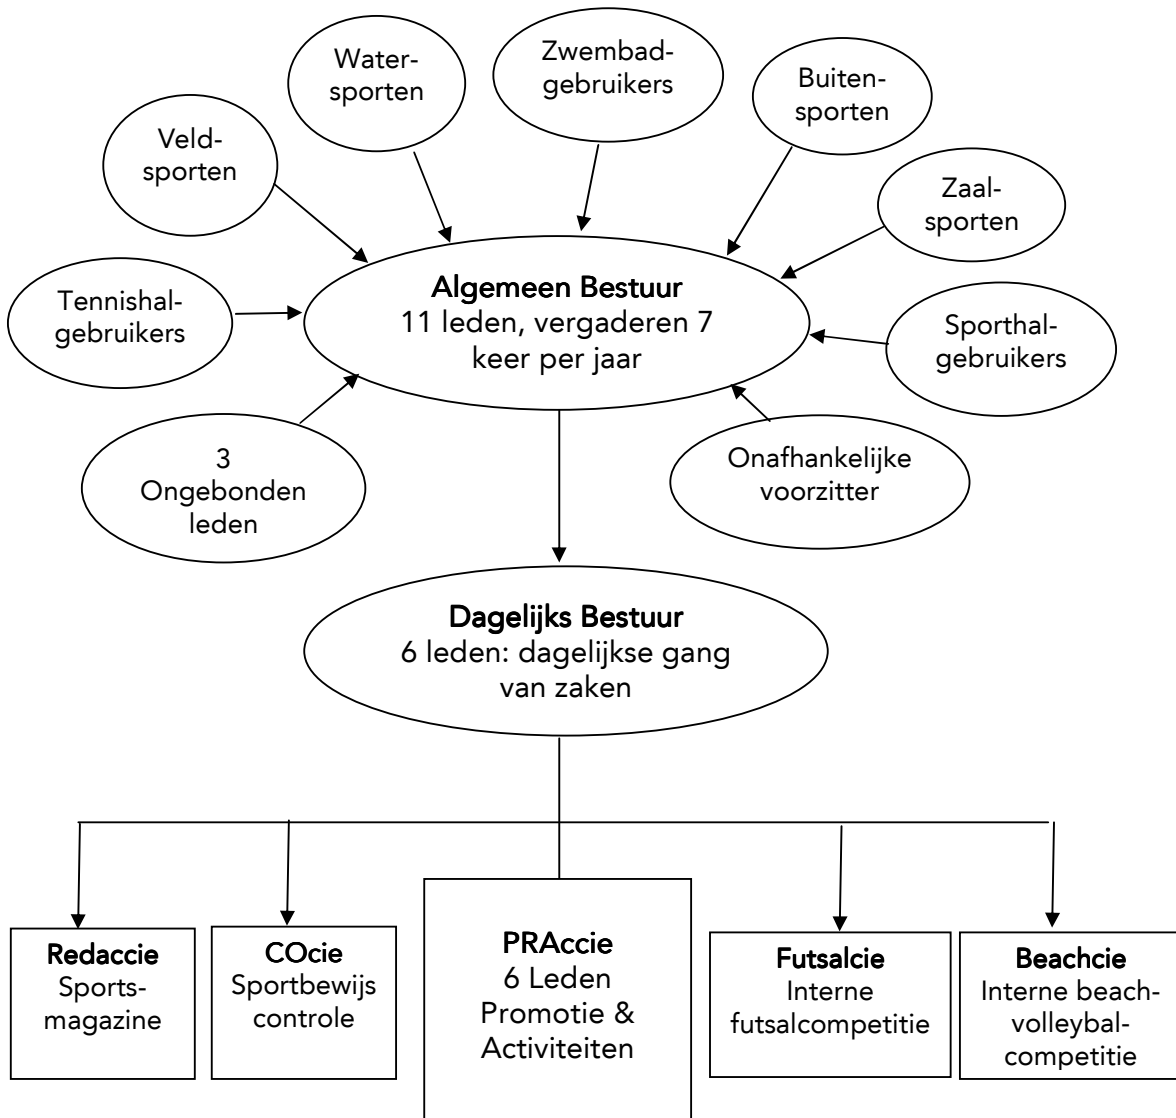 Water-
sporten
Zwembad-
gebruikers
Buiten-
sporten
Veld-
sporten
Zaal-
sporten
Tennishal-
gebruikers
Algemeen Bestuur
11 leden, vergaderen 7
keer per jaar
Sporthal-
gebruikers
3
Ongebonden
leden
Onafhankelijke
voorzitter
Dagelijks Bestuur
6 leden: dagelijkse gang
van zaken
Redaccie
Sports-
magazine
COcie
Sportbewijs
controle
PRAccie
6 Leden
Promotie &
Activiteiten
Futsalcie
Interne
futsalcompetitie
Beachcie
Interne beach-
volleybal-
competitie